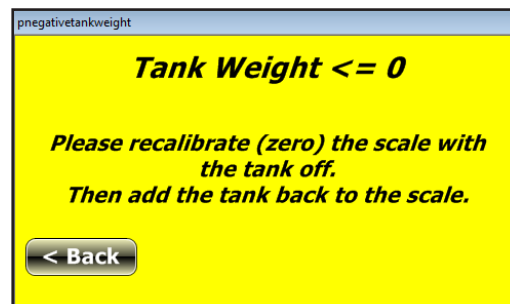 pnegativetankweight
Tank Weight <= 0
Please recalibrate (zero) the scale with
the tank off.
Then add the tank back to the scale.
< Back